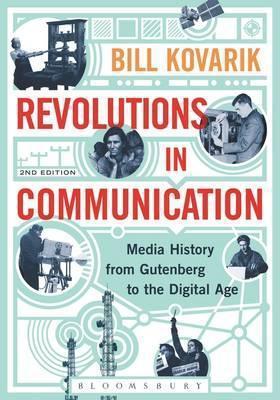 BILL KOVARIK
REVOLUTIONS
IN
2ND EDITION
COMMUNICATION
Media History
from Gutenberg
to the Digital Age
BLOOMSBURY